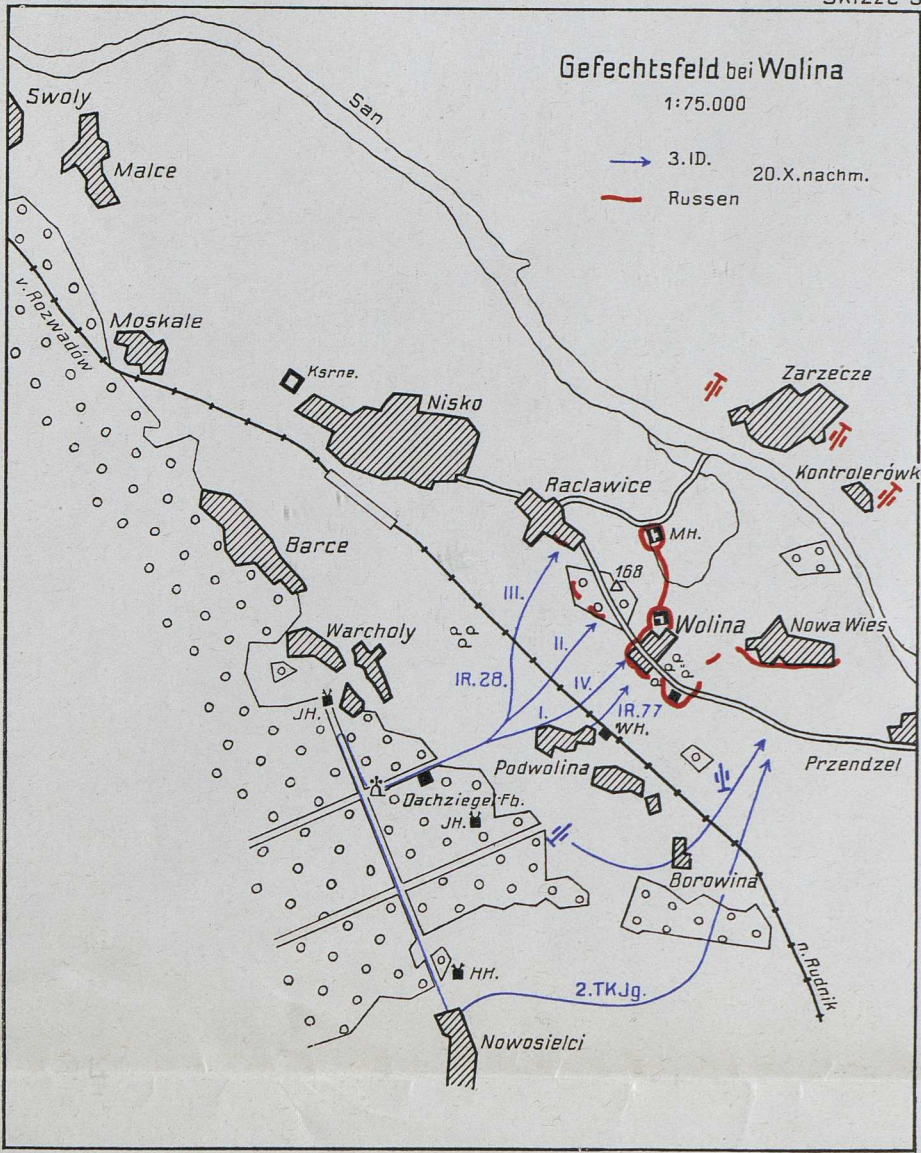 Skizze
Gefechtsfeld bei Wolina
1:75.000
3.ID.
20.X.nachm.
Russen
San
Swoly
Malce
v. Rozwadów
Moskale
Ksrne.
Nisko
Zarzecze
Kontrolerówk
Raclawice
MH.
Barce
168
III.
Wolina
Nowa Wies
Warcholy
II.
IR.28.
IV.
I.
IR.77
JH.
WH.
Podwolina
Przendzel
Dachziegel-Fb.
JH.
Borowina
HH.
2.TKJg.
n. Rudnik
Nowosielci